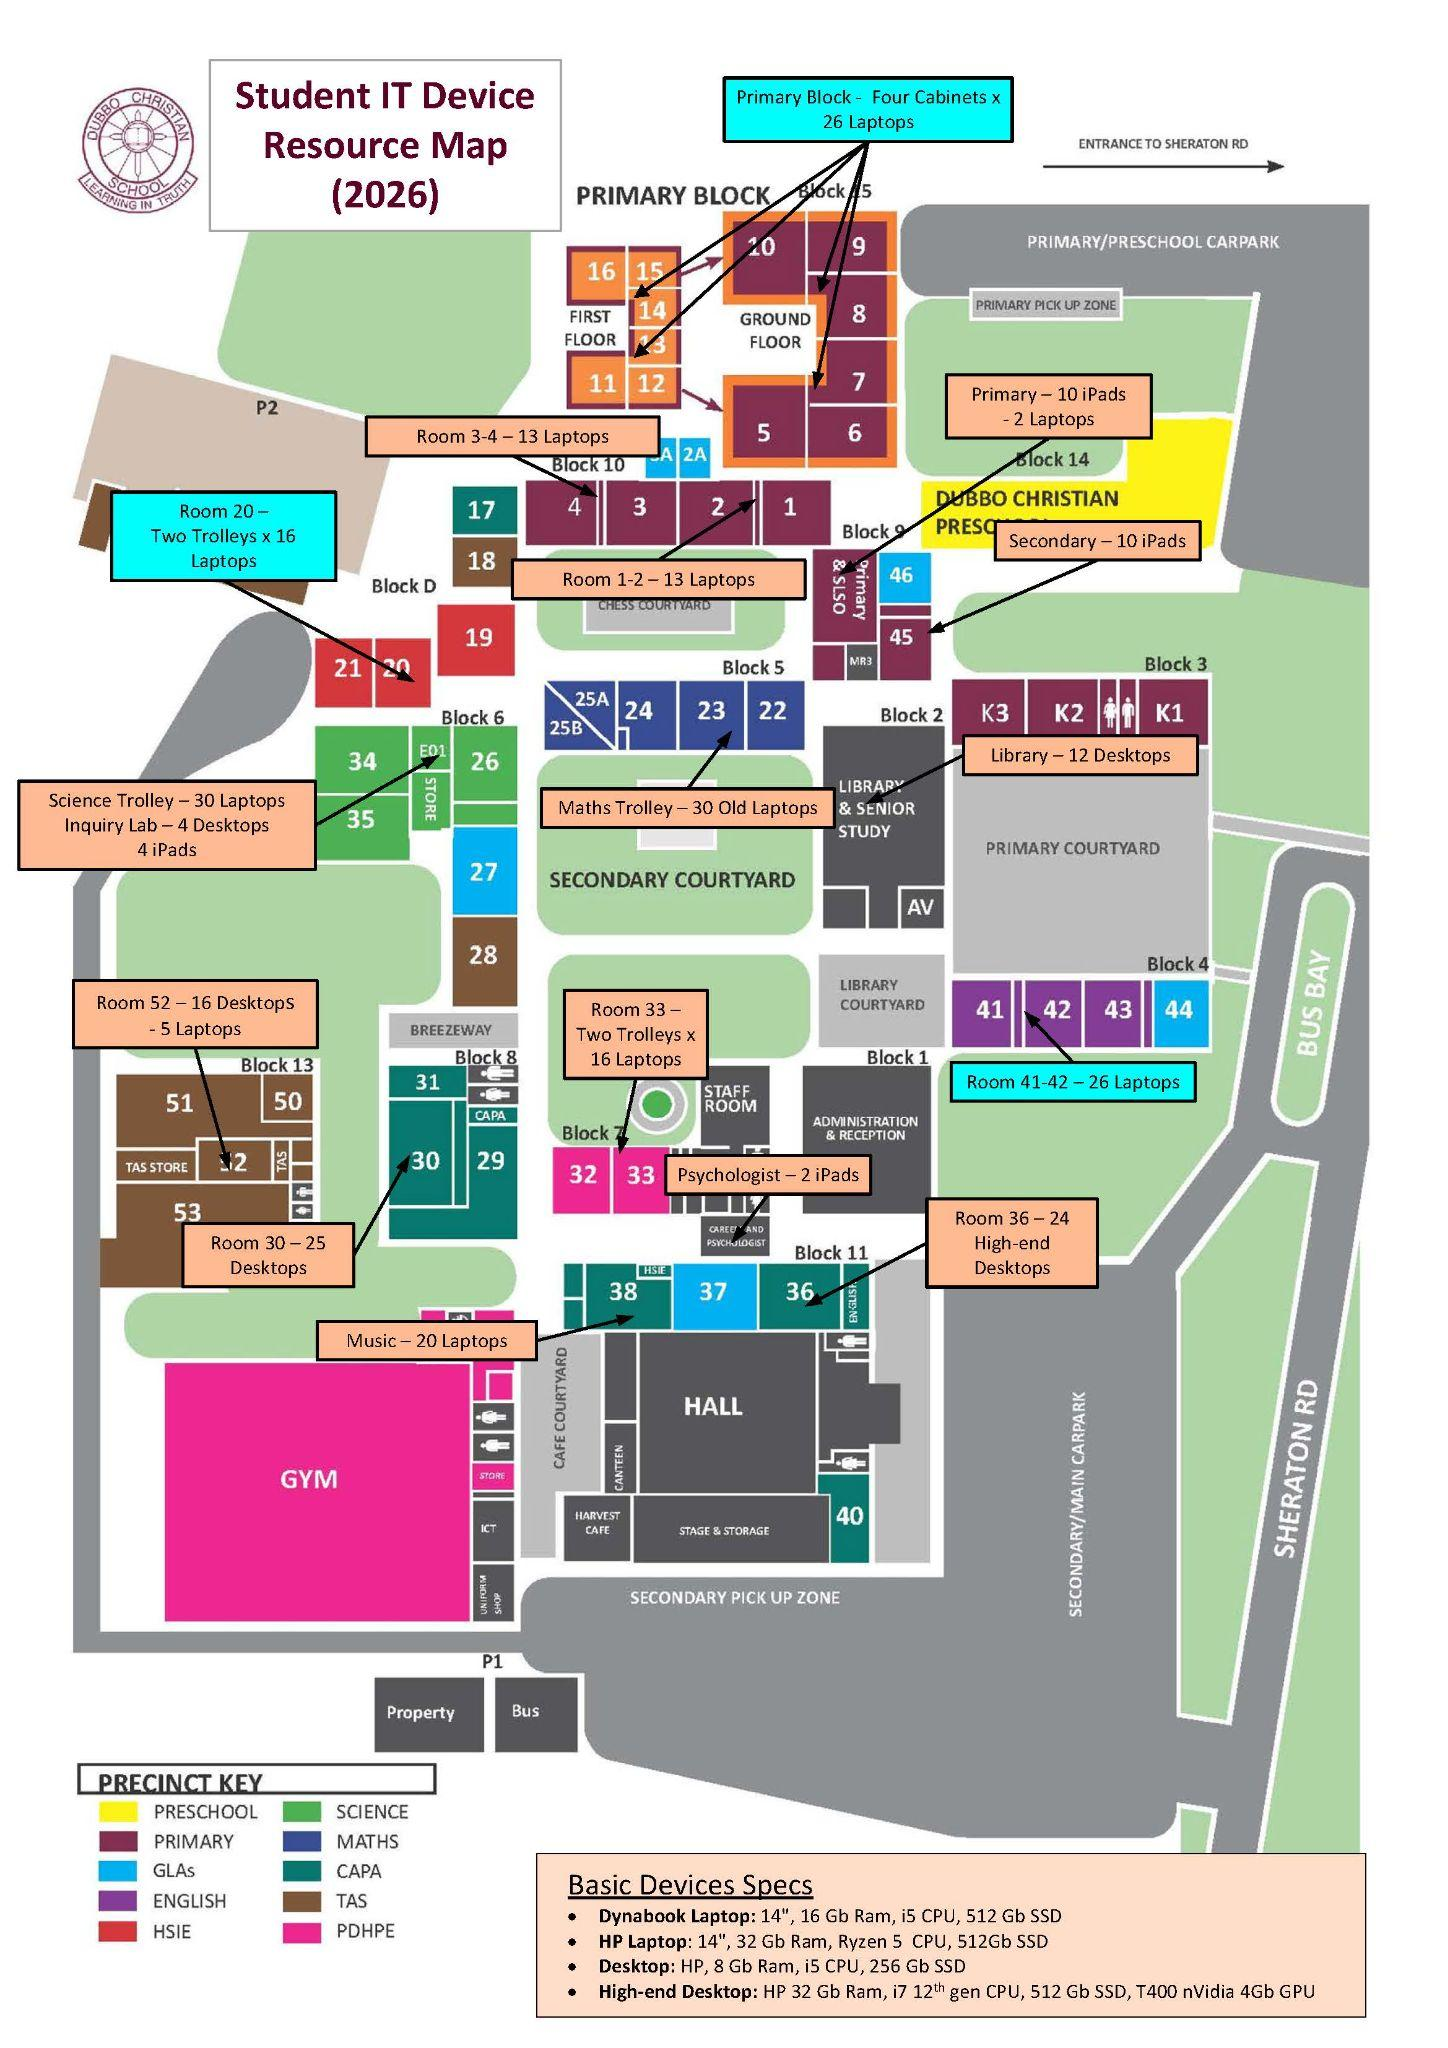 DUBBO CHRISTIAN
SCHOOL
LEARNING IN TRUTH
Student IT Device
Resource Map
(2026)
Primary Block - Four Cabinets x
26 Laptops
ENTRANCE TO SHERATON RD
PRIMARY BLOCK
Block 15
PRIMARY/PRESCHOOL CARPARK
10
9
16
15
14
13
11
12
FIRST
FLOOR
GROUND
FLOOR
8
7
5
6
PRIMARY PICK UP ZONE
Primary – 10 iPads
- 2 Laptops
P2
Room 3-4 – 13 Laptops
Block 10
2A
Block 14
DUBBO CHRISTIAN
PRESCHOOL
Room 20 –
Two Trolleys x 16
Laptops
17
18
4
3
2
1
Block 9
Secondary – 10 iPads
Room 1-2 – 13 Laptops
CHESS COURTYARD
Block D
Primary
& SLSO
46
45
MR3
19
21
20
Block 5
Block 3
25A
25B
24
23
22
K3
K2
K1
Block 6
Block 2
34
E01
26
STORE
35
LIBRARY
& SENIOR
STUDY
Library – 12 Desktops
Science Trolley – 30 Laptops
Inquiry Lab – 4 Desktops
4 iPads
Maths Trolley – 30 Old Laptops
PRIMARY COURTYARD
27
SECONDARY COURTYARD
AV
28
BUS BAY
Block 4
Room 52 – 16 Desktops
- 5 Laptops
Room 33 –
Two Trolleys x
16 Laptops
LIBRARY
COURTYARD
41
42
43
44
BREEZEWAY
Block 8
Block 1
Block 13
Room 41-42 – 26 Laptops
51
50
31
CAPA
STAFF
ROOM
ADMINISTRATION
& RECEPTION
Block 7
TAS STORE
52
TAS
30
29
32
33
Psychologist – 2 iPads
53
CAREERS AND
PSYCHOLOGIST
Room 30 – 25
Desktops
Room 36 – 24
High-end
Desktops
Block 11
38
HSIE
37
36
ENGLISH
Music – 20 Laptops
CAFE COURTYARD
HALL
CANTEEN
GYM
STORE
ICT
UNIFORM
SHOP
HARVEST
CAFE
STAGE & STORAGE
40
SECONDARY/MAIN CARPARK
SHERATON RD
SECONDARY PICK UP ZONE
P1
Property
Bus
PRECINCT KEY
PRESCHOOL
SCIENCE
PRIMARY
MATHS
GLAs
CAPA
ENGLISH
TAS
HSIE
PDHPE
Basic Devices Specs
• Dynabook Laptop: 14", 16 Gb Ram, i5 CPU, 512 Gb SSD
• HP Laptop: 14", 32 Gb Ram, Ryzen 5 CPU, 512Gb SSD
• Desktop: HP, 8 Gb Ram, i5 CPU, 256 Gb SSD
• High-end Desktop: HP 32 Gb Ram, i7 12th gen CPU, 512 Gb SSD, T400 nVidia 4Gb GPU